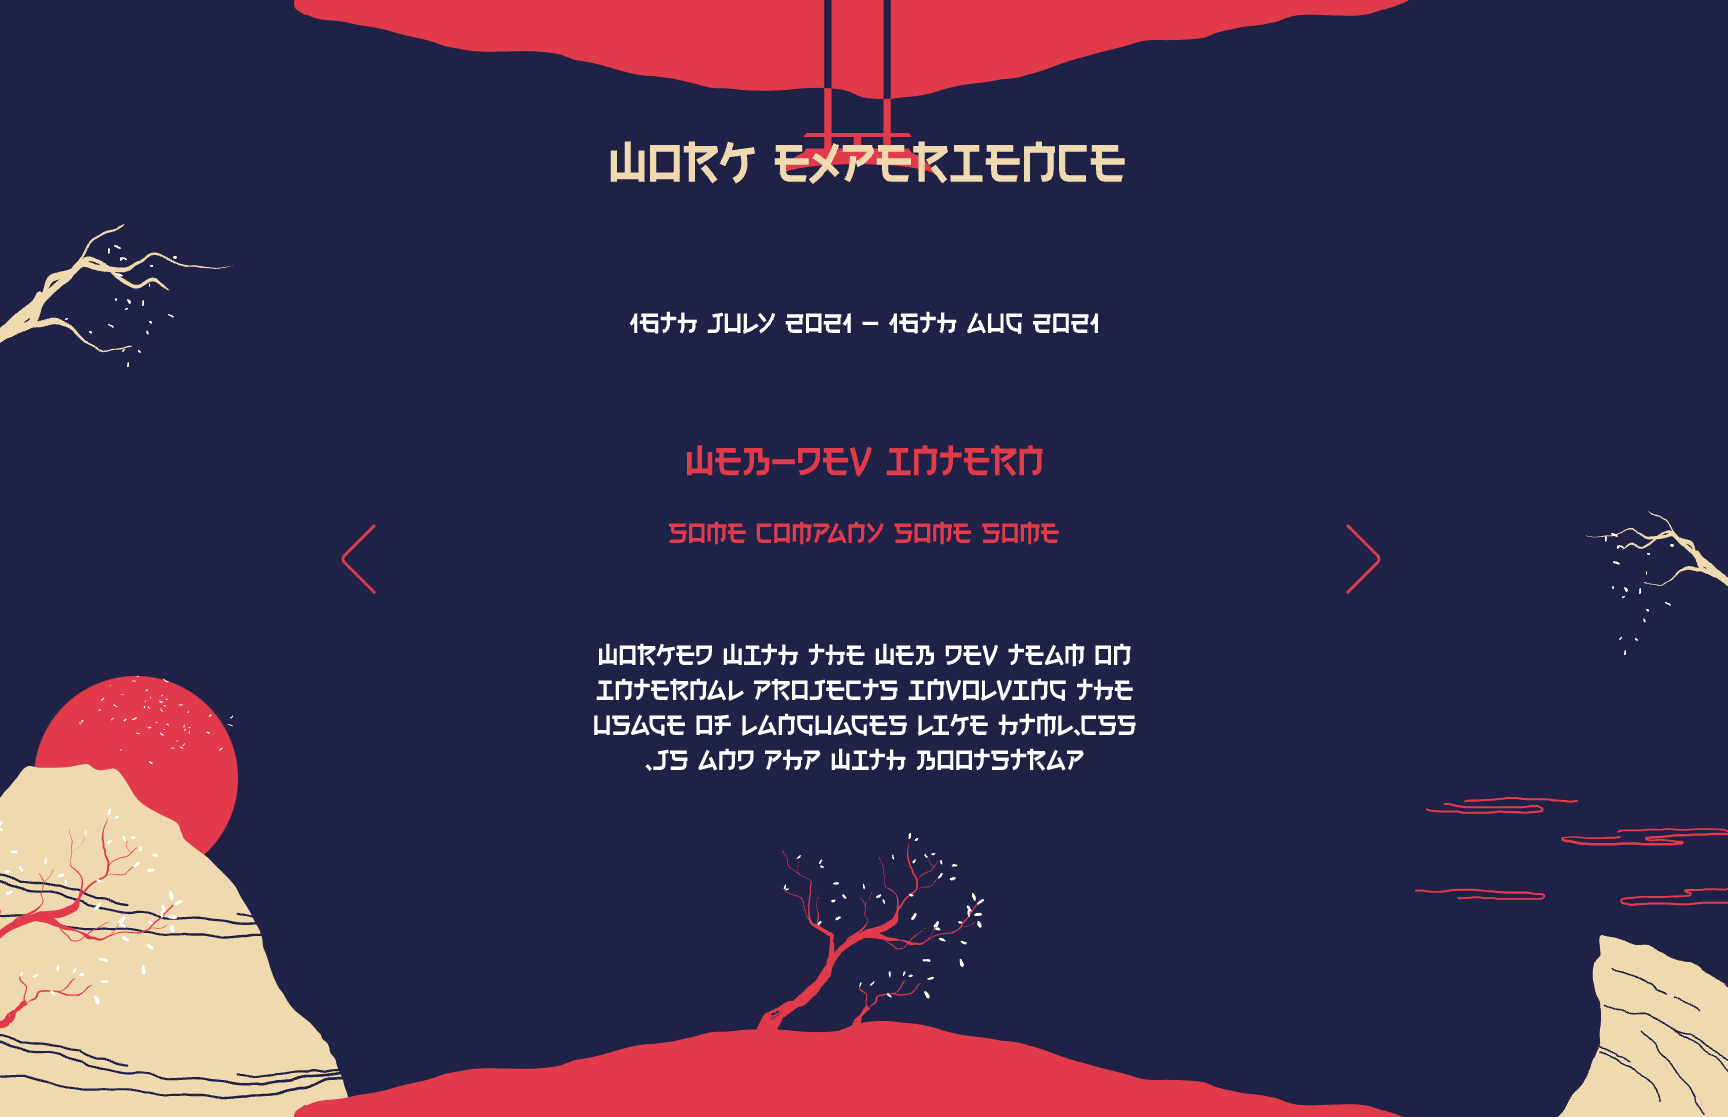 WORK EXPERIENCE
16th JULY 2021 - 16th AUG 2021
WEB-DEV INTERN
SOME COMPANY SOME SOME
WORKED WITH THE WEB DEV TEAM ON
INTERNAL PROJECTS INVOLVING THE
USAGE OF LANGUAGES LIKE HTML,CSS
,JS AND PHP WITH BOOTSTRAP